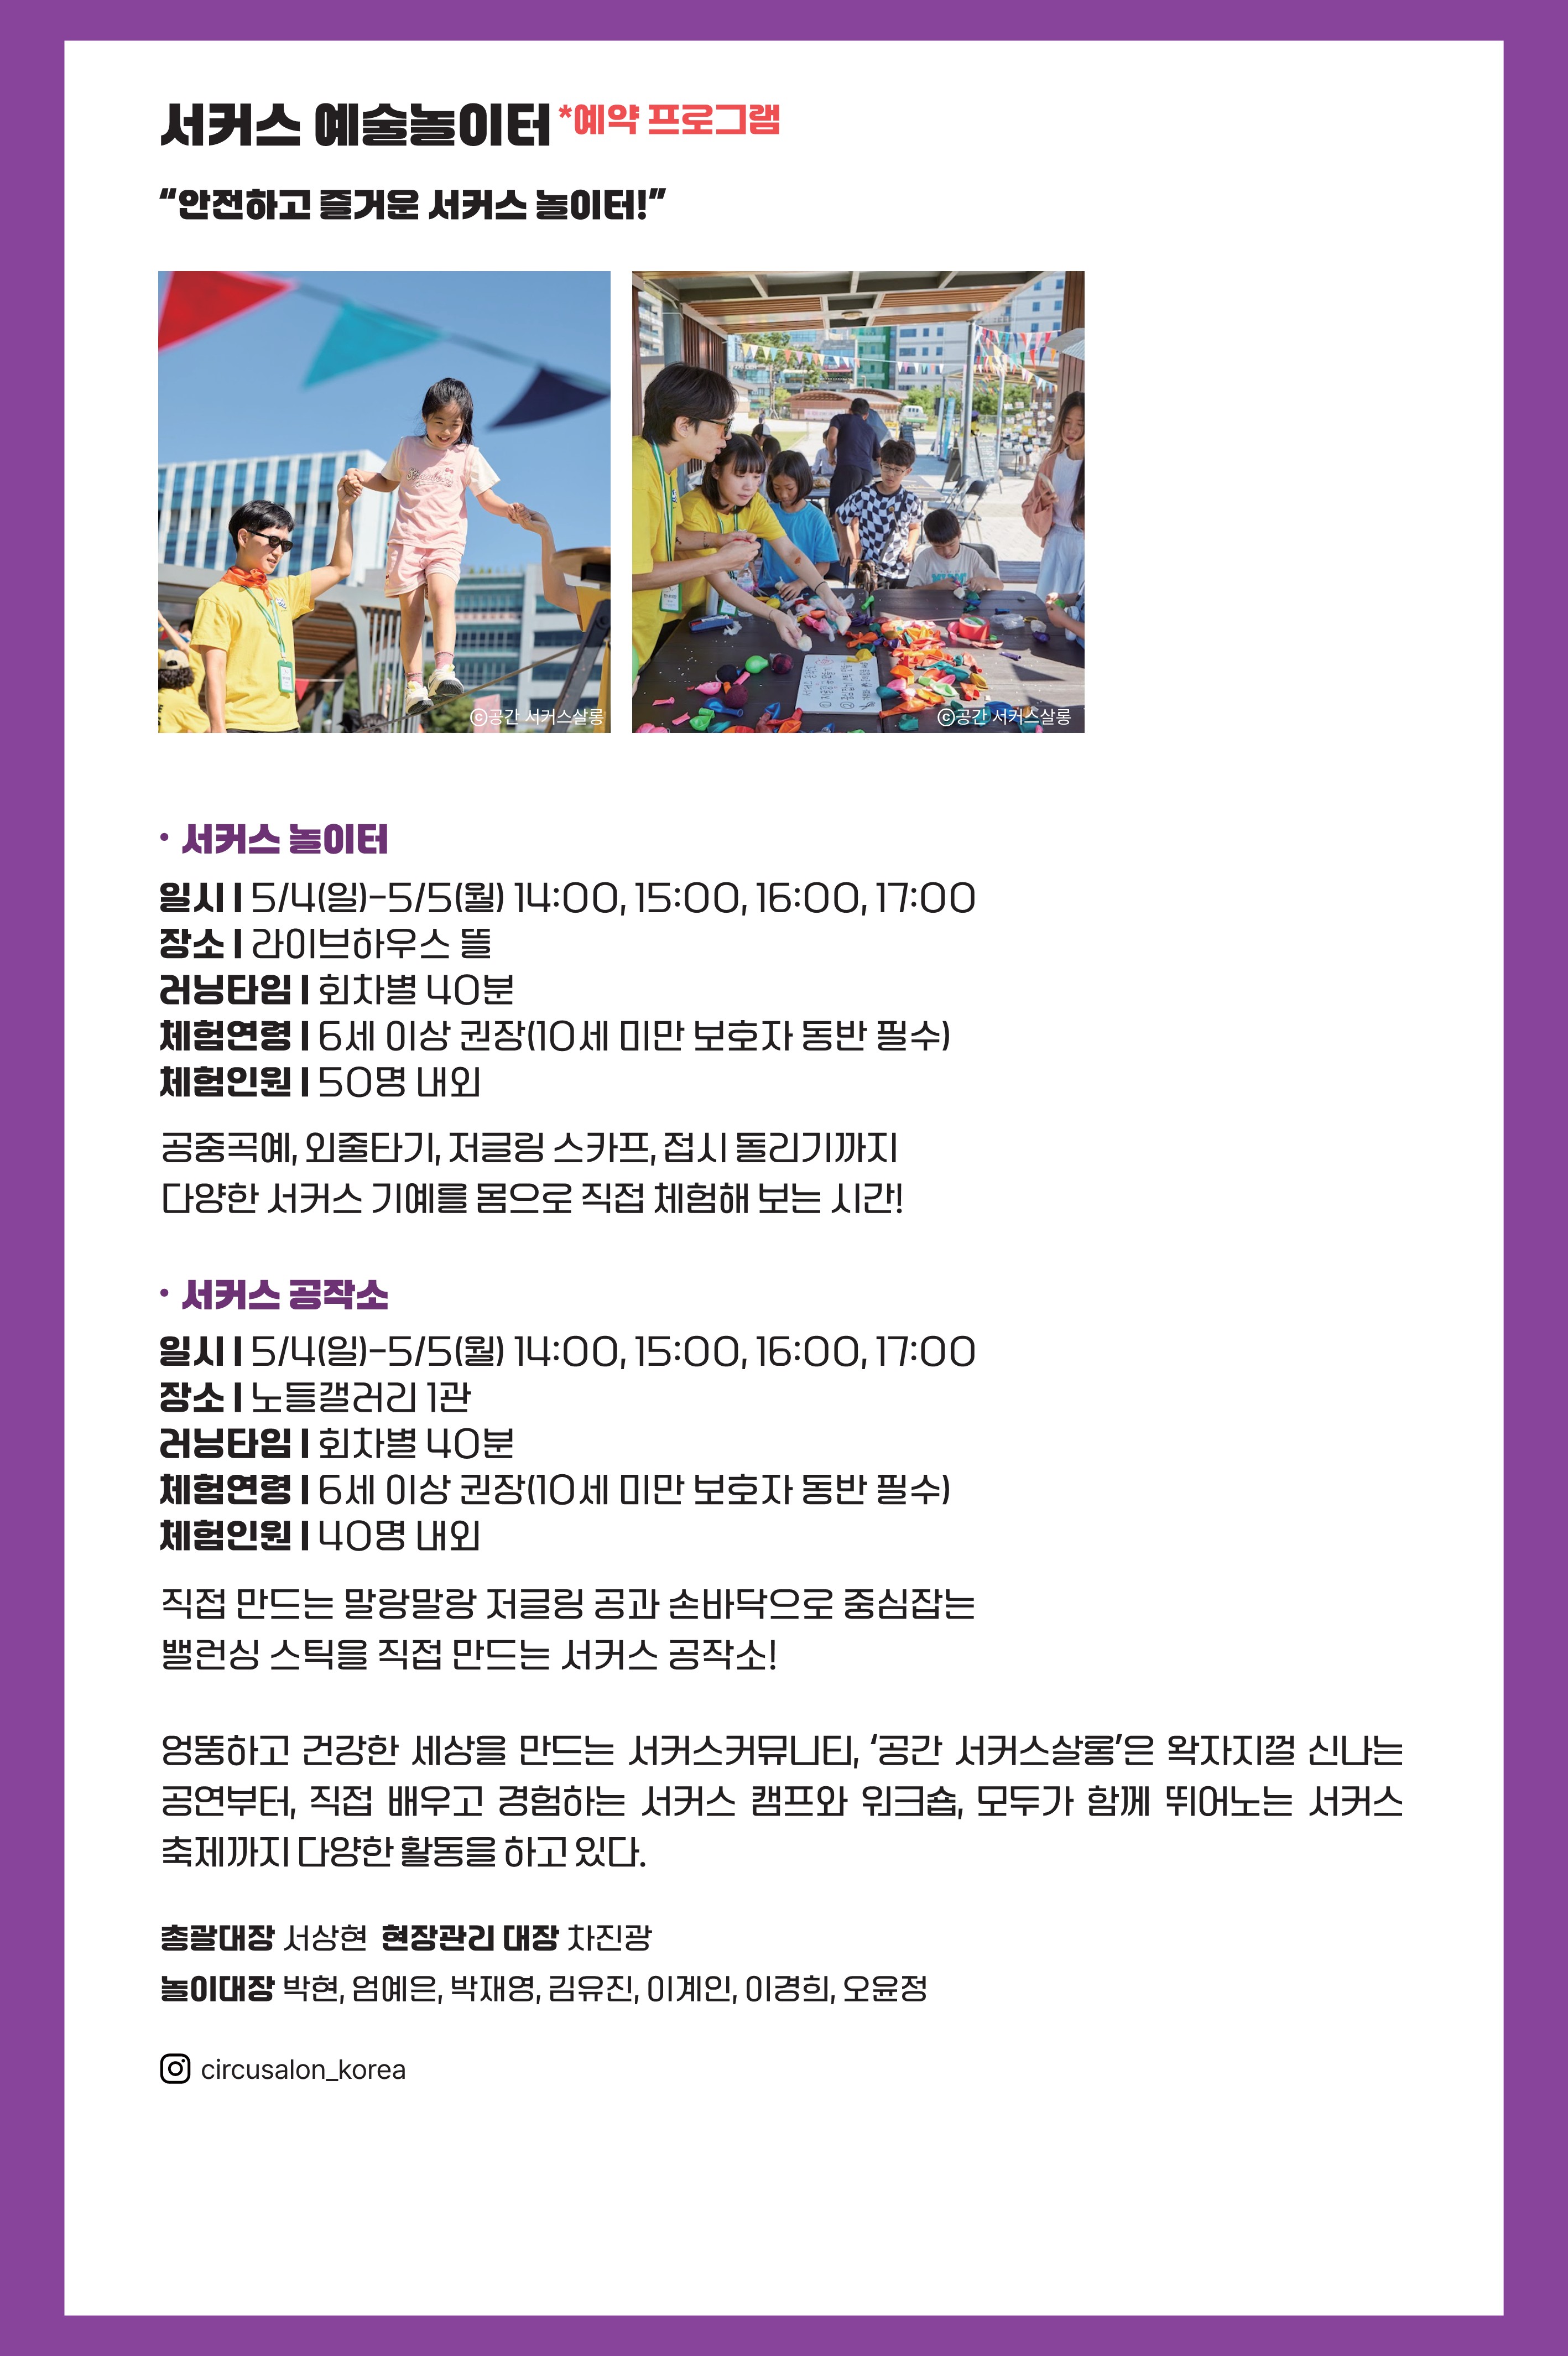 서커스 예술놀이터 *예약 프로그램
“안전하고 즐거운 서커스 놀이터!”
ⓒ공간 서커스살롱
ⓒ공간 서커스살롱
· 서커스 놀이터
일시 | 5/4(일)-5/5(월) 14:00, 15:00, 16:00, 17:00
장소 | 라이브하우스 뜰
러닝타임 | 회차별 40분
체험연령 | 6세 이상 권장(10세 미만 보호자 동반 필수)
체험인원 | 50명 내외
공중곡예, 외줄타기, 저글링 스카프, 접시 돌리기까지
다양한 서커스 기예를 몸으로 직접 체험해 보는 시간!
· 서커스 공작소
일시 | 5/4(일)-5/5(월) 14:00, 15:00, 16:00, 17:00
장소 | 노들갤러리 1관
러닝타임 | 회차별 40분
체험연령 | 6세 이상 권장(10세 미만 보호자 동반 필수)
체험인원 | 40명 내외
직접 만드는 말랑말랑 저글링 공과 손바닥으로 중심잡는
밸런싱 스틱을 직접 만드는 서커스 공작소!
엉뚱하고 건강한 세상을 만드는 서커스커뮤니티, ‘공간 서커스살롱’은 왁자지껄 신나는
공연부터, 직접 배우고 경험하는 서커스 캠프와 워크숍, 모두가 함께 뛰어노는 서커스
축제까지 다양한 활동을 하고 있다.
총괄대장 서상현 현장관리 대장 차진광
놀이대장 박현, 엄예은, 박재영, 김유진, 이계인, 이경희, 오윤정
circusalon_korea